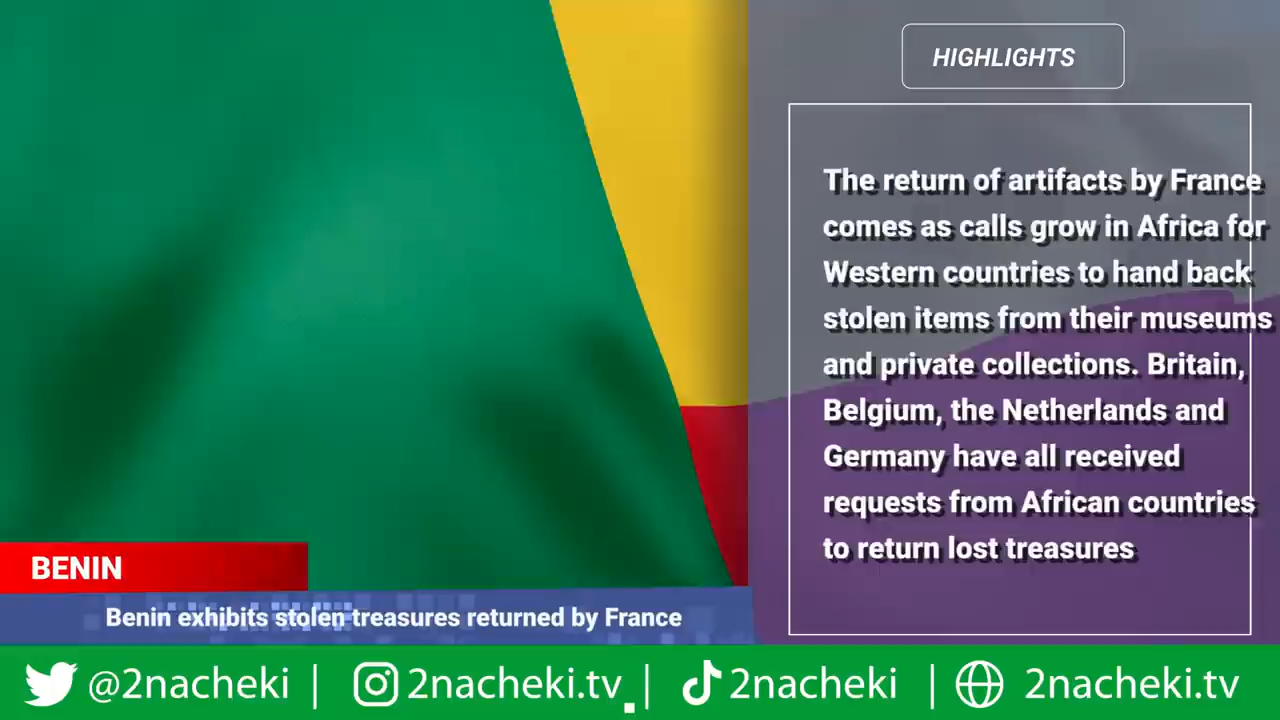 HIGHLIGHTS
The return of artifacts by France
comes as calls grow in Africa for
Western countries to hand back
stolen items from their museums
and private collections. Britain,
Belgium, the Netherlands and
Germany have all received
requests from African countries
to return lost treasures
BENIN
Benin exhibits stolen treasures returned by France
@2nacheki | 2nacheki.tv | 2nacheki | 2nacheki.tv